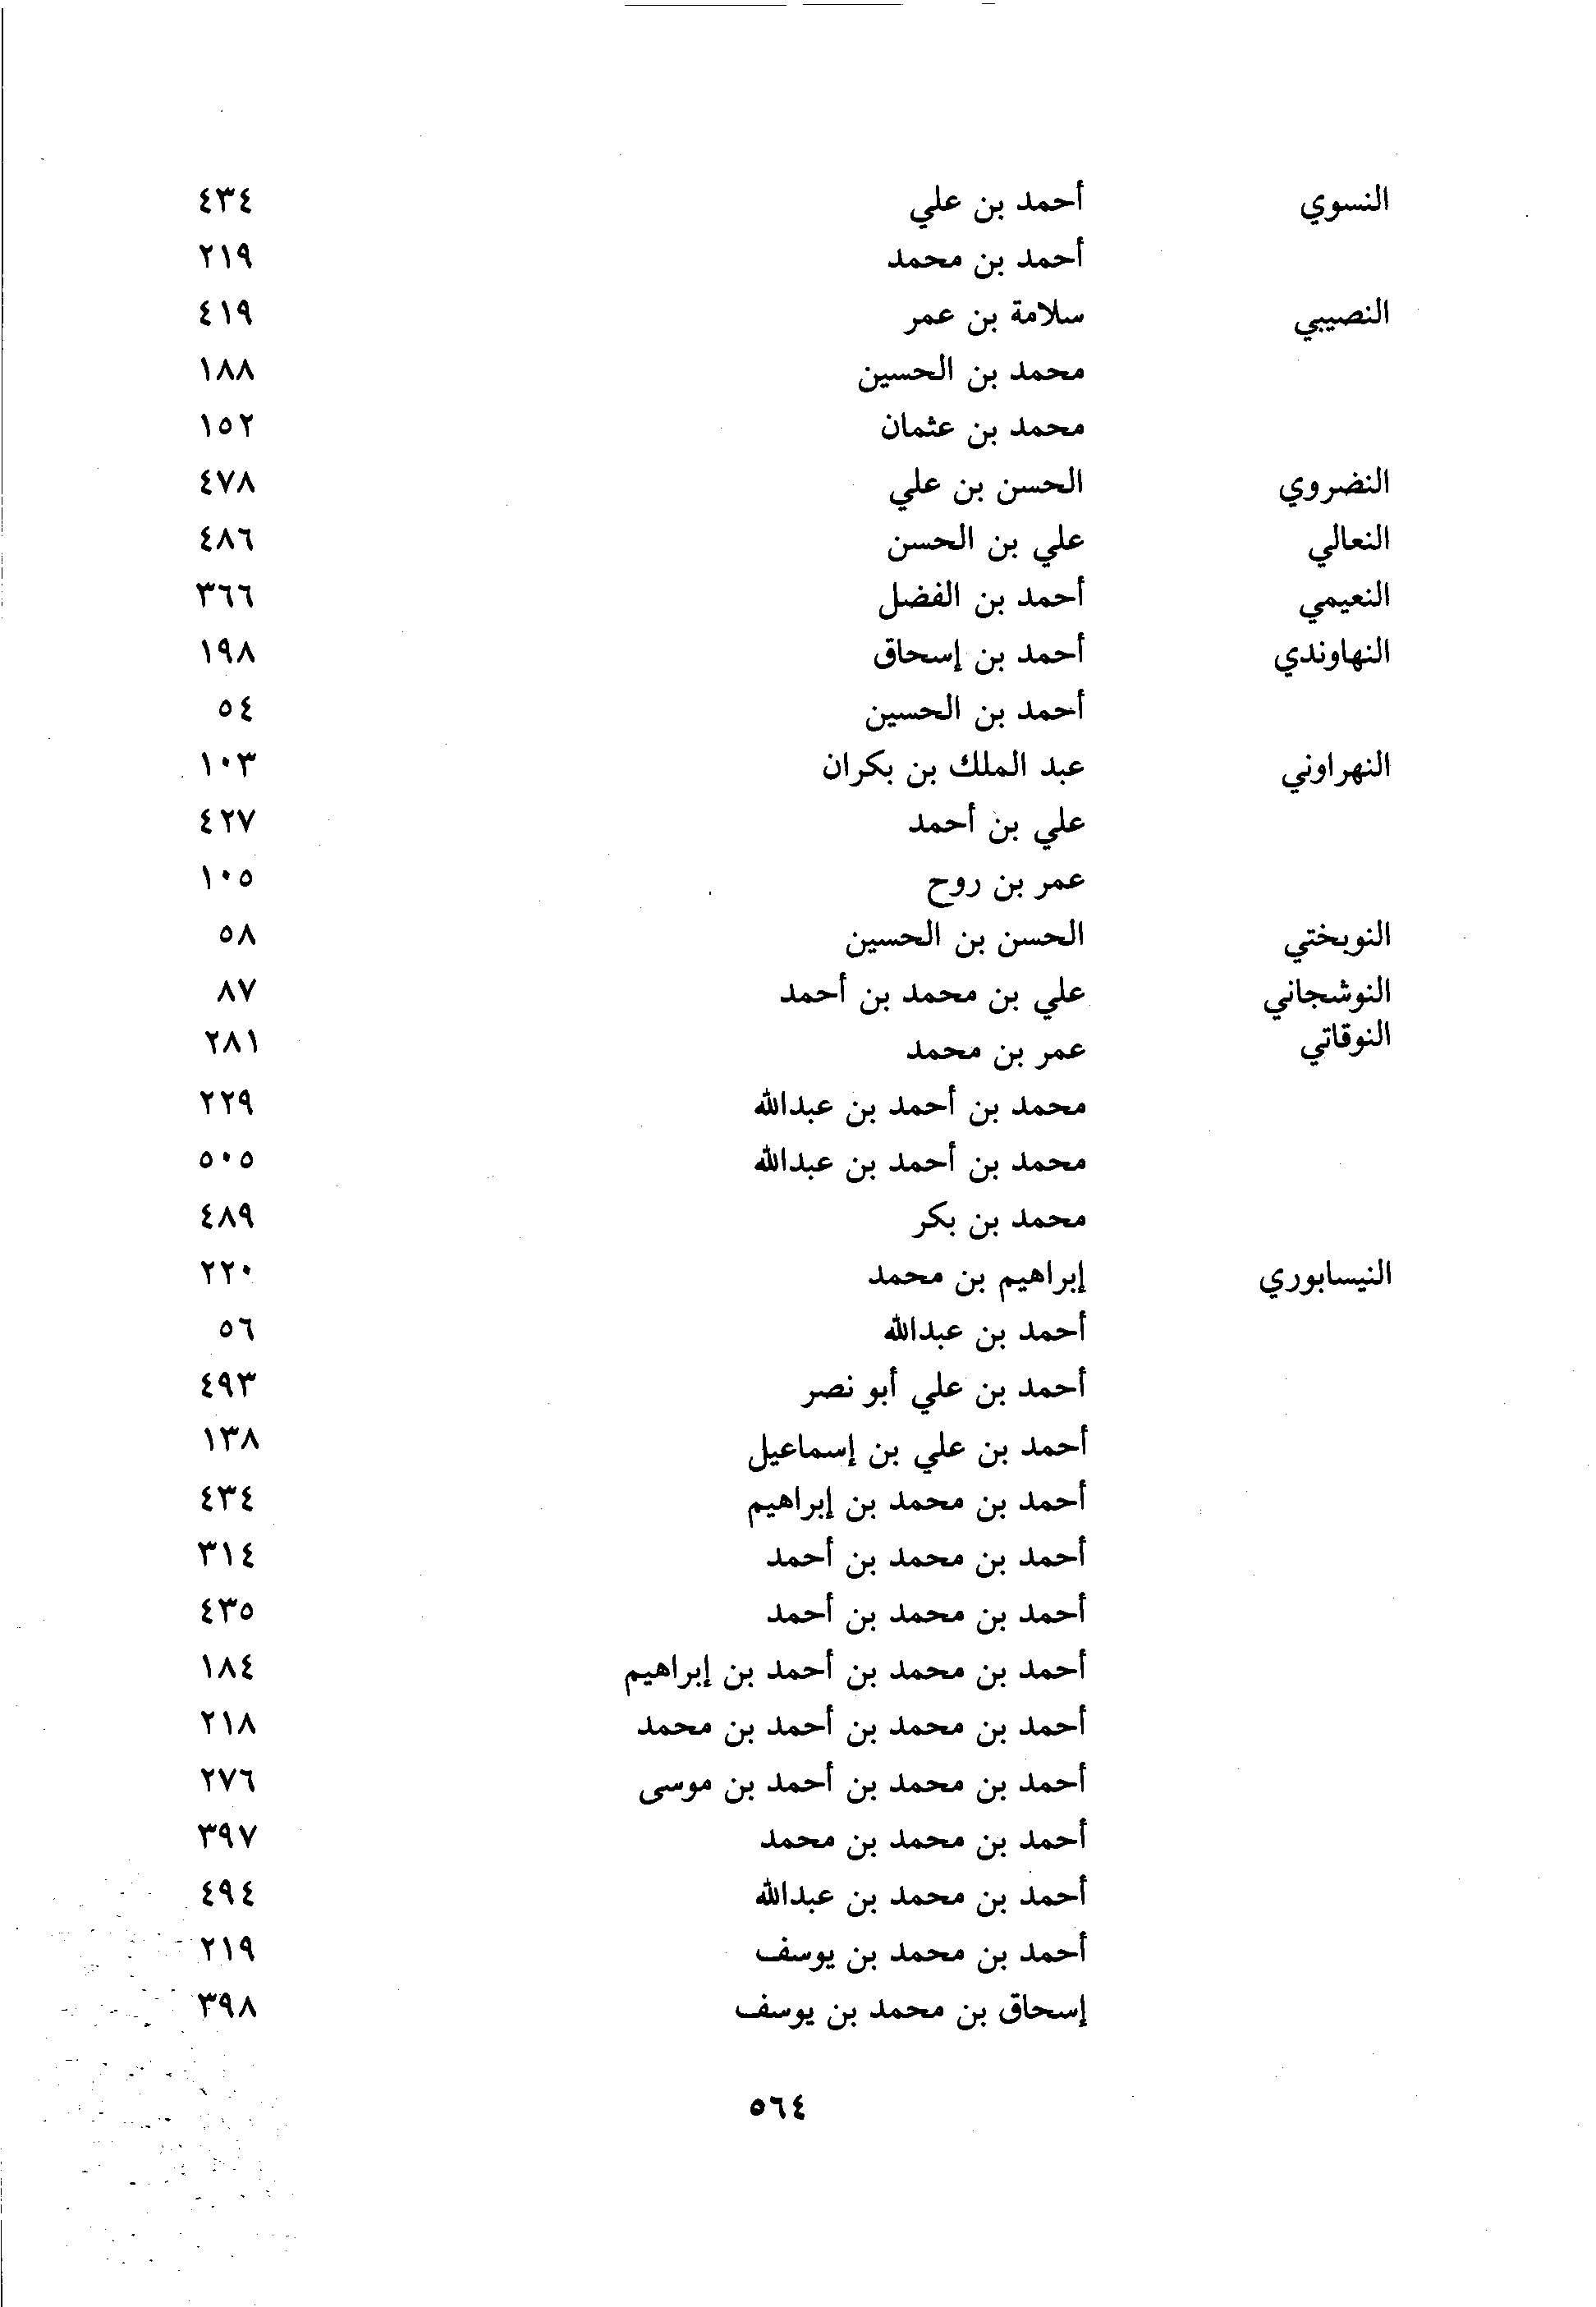 النسوي أحمد بن علي ٤٣٤
أحمد بن محمد ٢١٩
النصيبي سلامة بن عمر ٤١٩
محمد بن الحسين ١٨٨
محمد بن عثمان ١٥٢
النضروي الحسن بن علي ٤٧٨
النعالي علي بن الحسن ٤٨٦
النعيمي أحمد بن الفضل ٣٦٦
النهاوندي أحمد بن إسحاق ١٩٨
أحمد بن الحسين ٥٤
النهراوني عبد الملك بن بكران ١٠٣
علي بن أحمد ٤٢٧
عمر بن روح ١٠٥
النوبختي الحسن بن الحسين ٥٨
النوشجاني علي بن محمد بن أحمد ٨٧
النوقاتي عمر بن محمد ٢٨١
محمد بن أحمد بن عبدالله ٢٢٩
محمد بن أحمد بن عبدالله ٥٠٥
محمد بن بكر ٤٨٩
النيسابوري إبراهيم بن محمد ٢٢٠
أحمد بن عبدالله ٥٦
أحمد بن علي أبو نصر ٤٩٣
أحمد بن علي بن إسماعيل ١٣٨
أحمد بن محمد بن إبراهيم ٤٣٤
أحمد بن محمد بن أحمد ٣١٤
أحمد بن محمد بن أحمد ٤٣٥
أحمد بن محمد بن أحمد بن إبراهيم ١٨٤
أحمد بن محمد بن أحمد بن محمد ٢١٨
أحمد بن محمد بن أحمد بن موسى ٢٧٦
أحمد بن محمد بن محمد ٣٩٧
أحمد بن محمد بن عبدالله ٤٩٤
أحمد بن محمد بن يوسف ٢١٩
إسحاق بن محمد بن يوسف ٣٩٨
٥٦٤